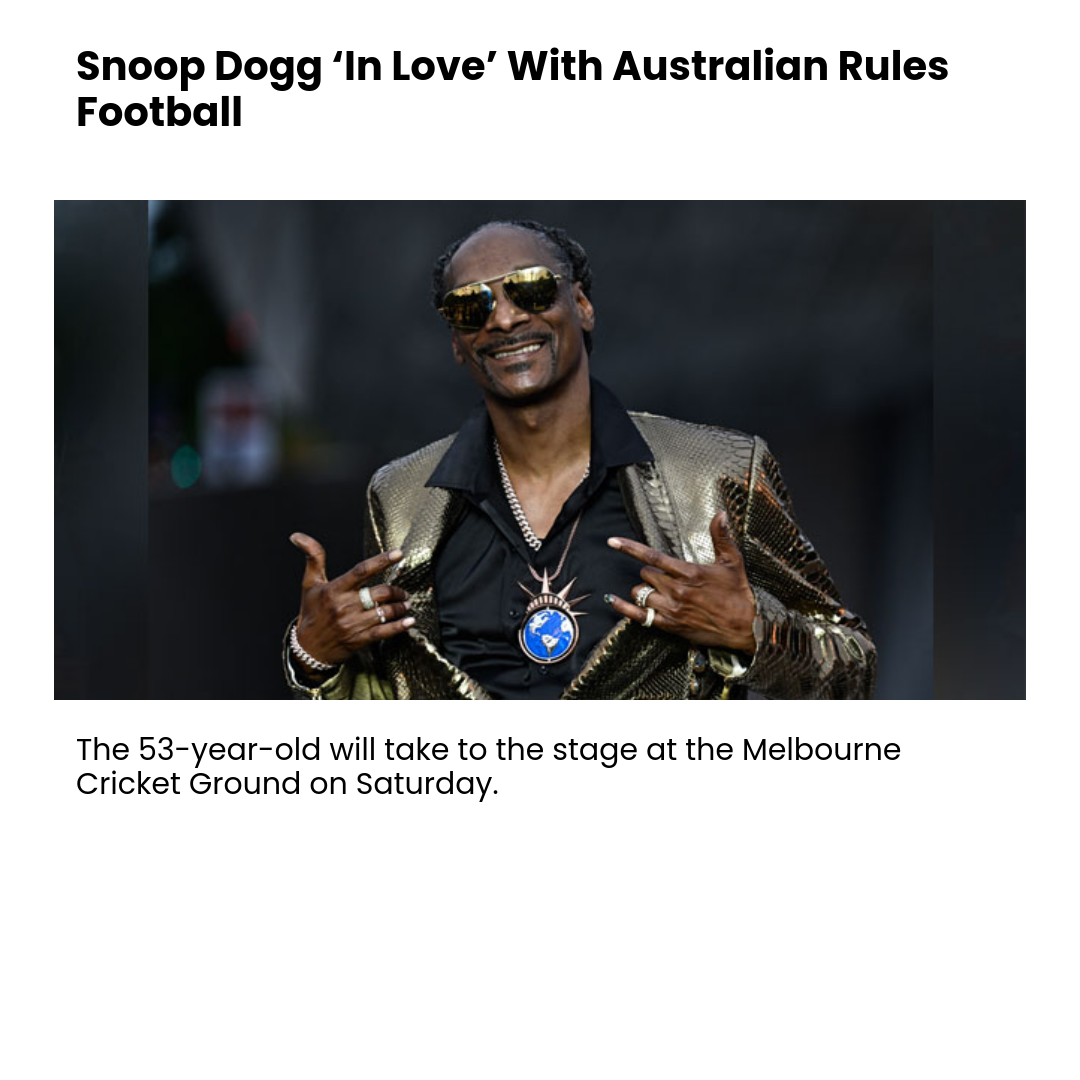 Snoop Dogg ‘In Love’ With Australian Rules
Football
The 53-year-old will take to the stage at the Melbourne
Cricket Ground on Saturday.